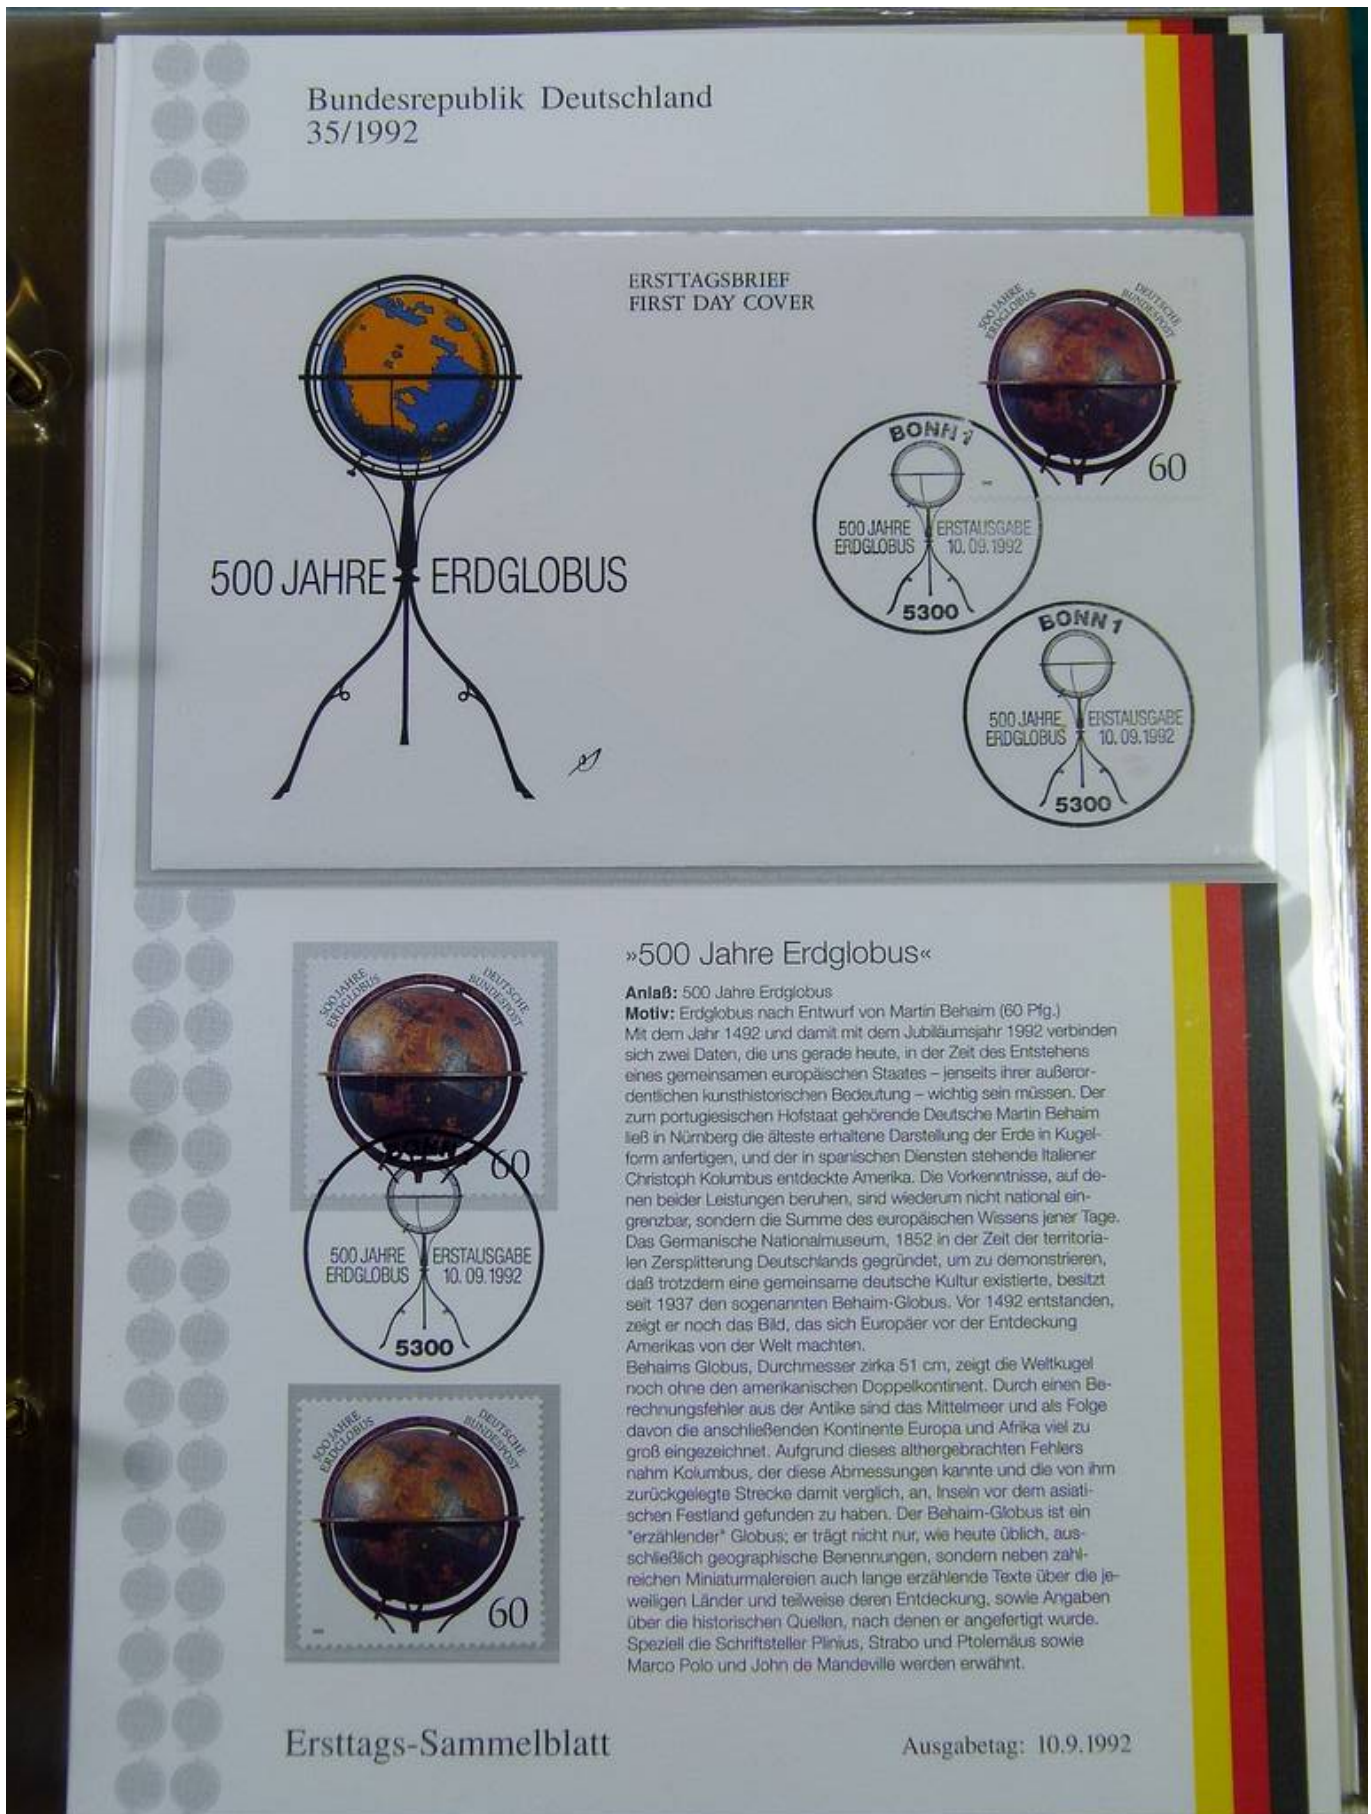 Bundesrepublik Deutschland
35/1992
ERSTTAGSBRIEF
FIRST DAY COVER
500 JAHRE
ERDGLOBUS
DEUTSCHE
BUNDESPOST
60
500 JAHRE ERDGLOBUS
BONN 1
500 JAHRE ERSTAUSGABE
ERDGLOBUS 10.09.1992
5300
BONN 1
500 JAHRE ERSTAUSGABE
ERDGLOBUS 10.09.1992
5300
500 JAHRE
ERDGLOBUS
DEUTSCHE
BUNDESPOST
60
BONN
500 JAHRE ERSTAUSGABE
ERDGLOBUS 10.09.1992
5300
500 JAHRE
ERDGLOBUS
DEUTSCHE
BUNDESPOST
60
»500 Jahre Erdglobus«
Anlaß: 500 Jahre Erdglobus
Motiv: Erdglobus nach Entwurf von Martin Behaim (60 Pfg.)
Mit dem Jahr 1492 und damit mit dem Jubiläumsjahr 1992 verbinden
sich zwei Daten, die uns gerade heute, in der Zeit des Entstehens
eines gemeinsamen europäischen Staates – jenseits ihrer außeror-
dentlichen kunsthistorischen Bedeutung – wichtig sein müssen. Der
zum portugiesischen Hofstaat gehörende Deutsche Martin Behaim
ließ in Nürnberg die älteste erhaltene Darstellung der Erde in Kugel-
form anfertigen, und der in spanischen Diensten stehende Italiener
Christoph Kolumbus entdeckte Amerika. Die Vorkenntnisse, auf de-
nen beider Leistungen beruhen, sind wiederum nicht national ein-
grenzbar, sondern die Summe des europäischen Wissens jener Tage.
Das Germanische Nationalmuseum, 1852 in der Zeit der territoria-
len Zersplitterung Deutschlands gegründet, um zu demonstrieren,
daß trotzdem eine gemeinsame deutsche Kultur existierte, besitzt
seit 1937 den sogenannten Behaim-Globus. Vor 1492 entstanden,
zeigt er noch das Bild, das sich Europäer vor der Entdeckung
Amerikas von der Welt machten.
Behaims Globus, Durchmesser zirka 51 cm, zeigt die Weltkugel
noch ohne den amerikanischen Doppelkontinent. Durch einen Be-
rechnungsfehler aus der Antike sind das Mittelmeer und als Folge
davon die anschließenden Kontinente Europa und Afrika viel zu
groß eingezeichnet. Aufgrund dieses althergebrachten Fehlers
nahm Kolumbus, der diese Abmessungen kannte und die von ihm
zurückgelegte Strecke damit verglich, an, Inseln vor dem asiati-
schen Festland gefunden zu haben. Der Behaim-Globus ist ein
"erzählender" Globus; er trägt nicht nur, wie heute üblich, aus-
schließlich geographische Benennungen, sondern neben zahl-
reichen Miniaturmalereien auch lange erzählende Texte über die je-
weiligen Länder und teilweise deren Entdeckung, sowie Angaben
über die historischen Quellen, nach denen er angefertigt wurde.
Speziell die Schriftsteller Plinius, Strabo und Ptolemäus sowie
Marco Polo und John de Mandeville werden erwähnt.
Ersttags-Sammelblatt
Ausgabetag: 10.9.1992